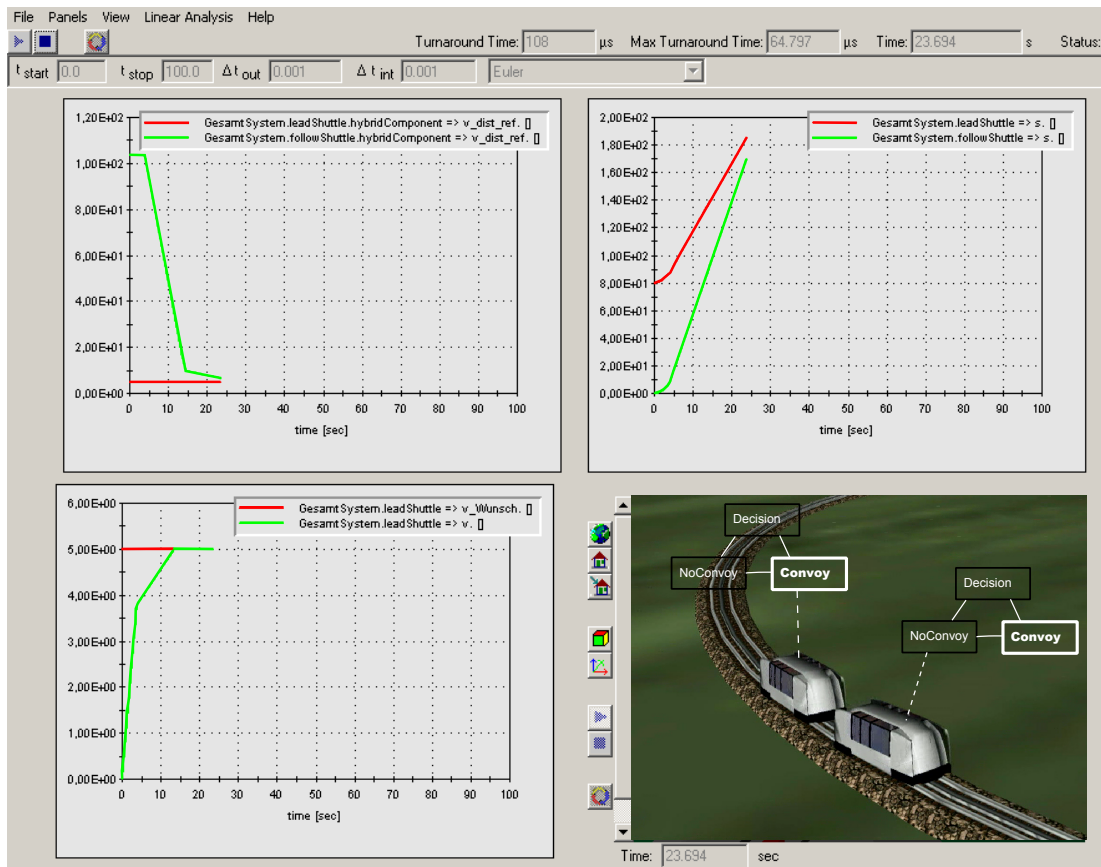 File Panels View Linear Analysis Help
Turnaround Time: 108 µs Max Turnaround Time: 64.797 µs Time: 23.694 s Status:
t start 0.0 t stop 100.0 Δ t out 0.001 Δ t int 0.001 Euler
1,20E+02
1,00E+02
8,00E+01
6,00E+01
4,00E+01
2,00E+01
0,00E+00
GesamtSystem.leadShuttle.hybridComponent => v_dist_ref. []
GesamtSystem.followShuttle.hybridComponent => v_dist_ref. []
0 10 20 30 40 50 60 70 80 90 100
time [sec]
2,00E+02
1,80E+02
1,60E+02
1,40E+02
1,20E+02
1,00E+02
8,00E+01
6,00E+01
4,00E+01
2,00E+01
0,00E+00
GesamtSystem.leadShuttle => s. []
GesamtSystem.followShuttle => s. []
0 10 20 30 40 50 60 70 80 90 100
time [sec]
6,00E+00
5,00E+00
4,00E+00
3,00E+00
2,00E+00
1,00E+00
0,00E+00
GesamtSystem.leadShuttle => v_Wunsch. []
GesamtSystem.leadShuttle => v. []
0 10 20 30 40 50 60 70 80 90 100
time [sec]
Decision
NoConvoy Convoy
Decision
NoConvoy Convoy
Time: 23.694 sec